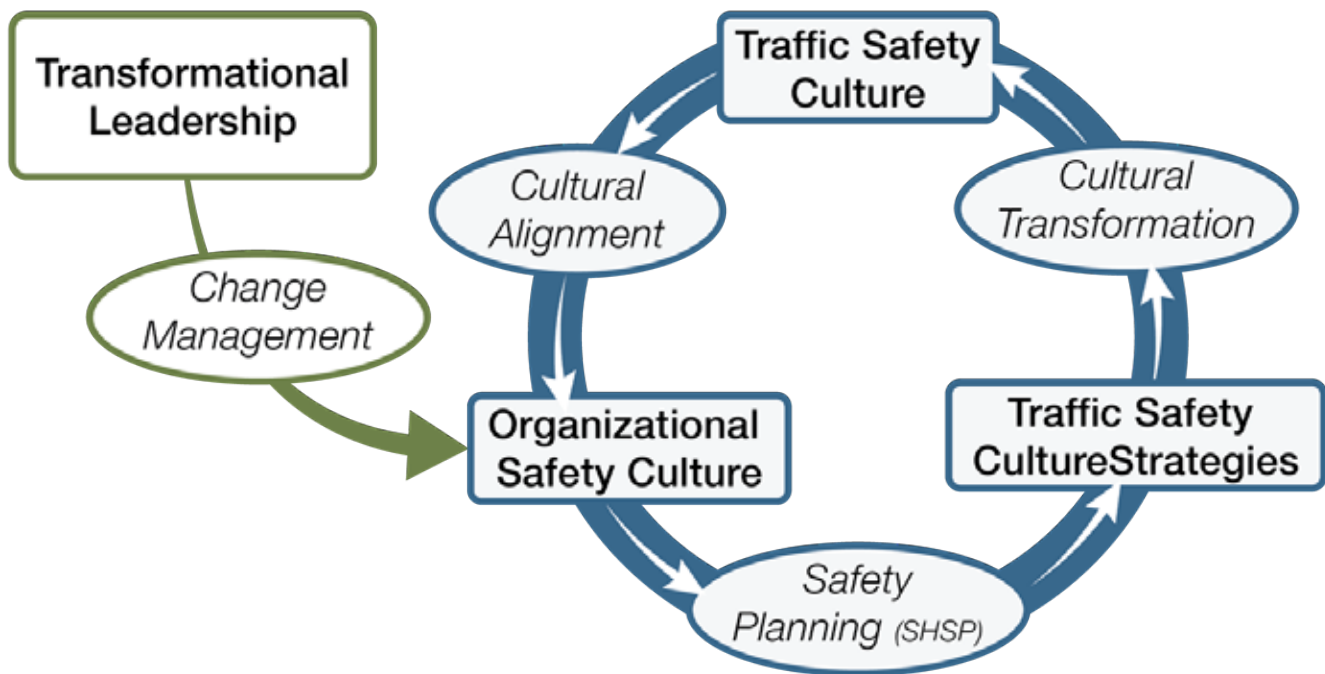 Transformational
Leadership
Change
Management
Traffic Safety
Culture
Cultural
Alignment
Cultural
Transformation
Organizational
Safety Culture
Traffic Safety
CultureStrategies
Safety
Planning (SHSP)